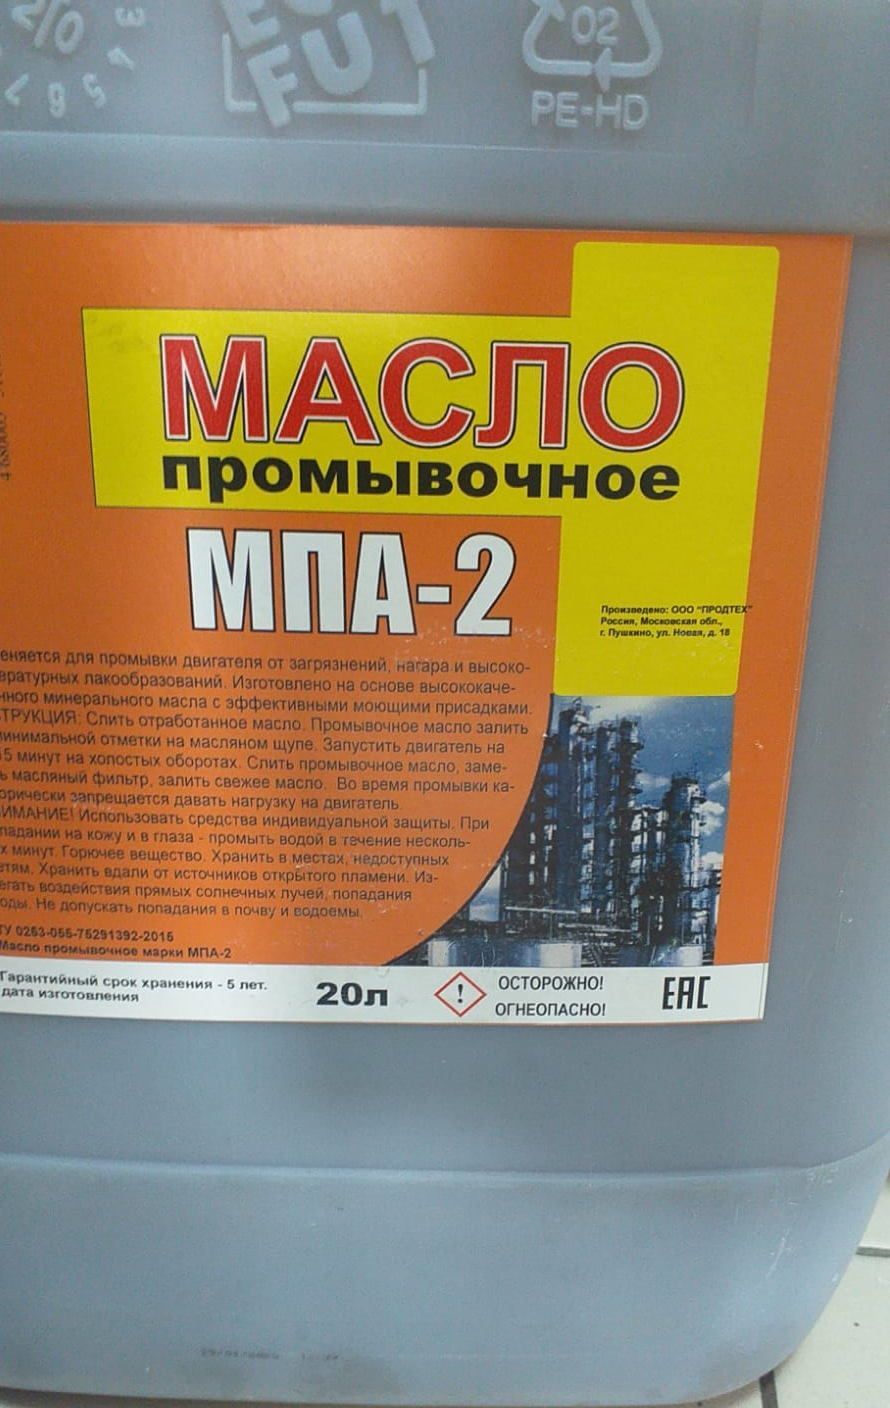 FUT
02
PE-HD
МАСЛО
промывочное
МПА-2
Произведено: ООО "ПРОДТЕХ"
Россия, Московская обл.,
г. Пушкино, ул. Новая, д. 18
еняется для промывки двигателя от загрязнений, нагара и высоко-
ературных лакообразований. Изготовлено на основе высококаче-
нного минерального масла с эффективными моющими присадками.
СТРУКЦИЯ: Слить отработанное масло. Промывочное масло залить
минимальной отметки на масляном щупе. Запустить двигатель на
15 минут на холостых оборотах. Слить промывочное масло, заме-
ь масляный фильтр, залить свежее масло. Во время промывки ка-
орически запрещается давать нагрузку на двигатель.
ИМАНИЕ! Использовать средства индивидуальной защиты. При
падании на кожу и в глаза - промыть водой в течение несколь-
х минут. Горючее вещество. Хранить в местах, недоступных
етям. Хранить вдали от источников открытого пламени. Из-
егать воздействия прямых солнечных лучей, попадания
оды. Не допускать попадания в почву и водоемы.
ТУ 0253-055-75291392-2015
Масло промывочное марки МПА-2
Гарантийный срок хранения - 5 лет.
дата изготовления
20л
!
ОСТОРОЖНО!
ОГНЕОПАСНО!
ЕАС